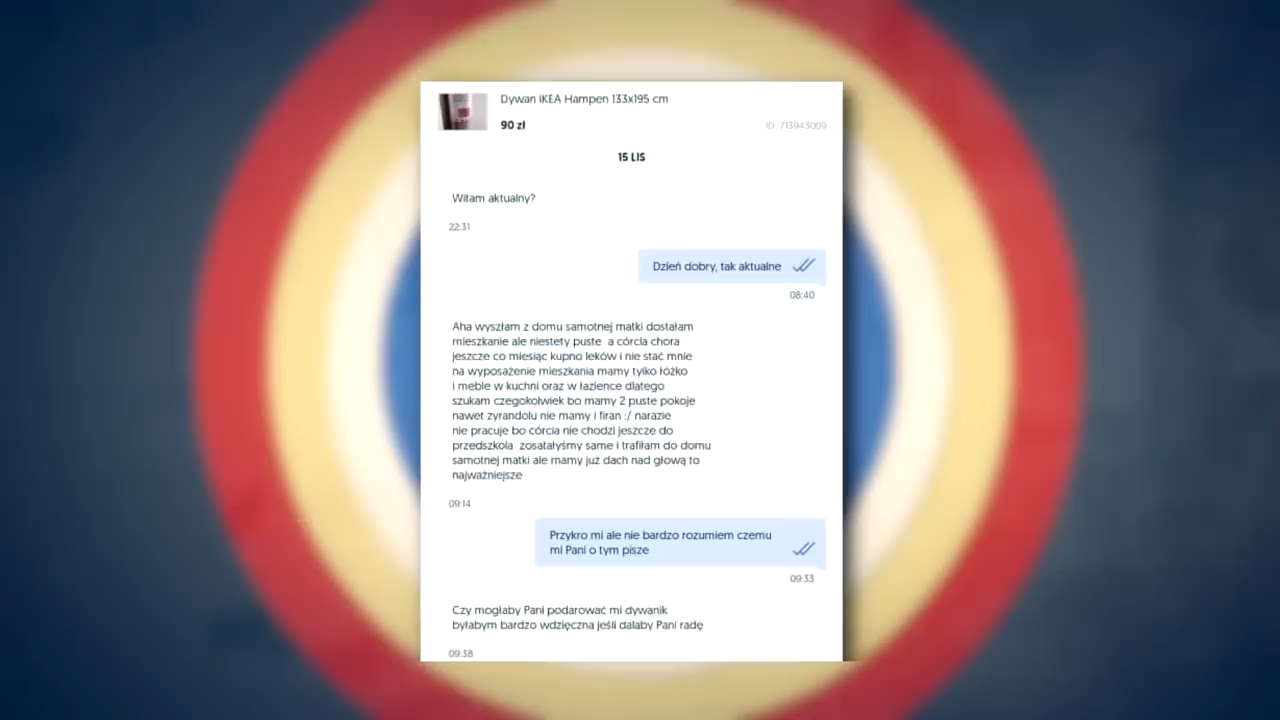 Dywan IKEA Hampen 133x195 cm
90 zł
ID: 713943009
15 LIS
Witam aktualny?
22:31
Dzień dobry, tak aktualne
08:40
Aha wyszłam z domu samotnej matki dostałam
mieszkanie ale niestety puste a córcia chora
jeszcze co miesiąc kupno leków i nie stać mnie
na wyposażenie mieszkania mamy tylko łóżko
i meble w kuchni oraz w łazience dlatego
szukam czegokolwiek bo mamy 2 puste pokoje
nawet zyrandolu nie mamy i firan :/ narazie
nie pracuje bo córcia nie chodzi jeszcze do
przedszkola zosatałyśmy same i trafiłam do domu
samotnej matki ale mamy już dach nad głową to
najważniejsze
09:14
Przykro mi ale nie bardzo rozumiem czemu
mi Pani o tym pisze
09:33
Czy mogłaby Pani podarować mi dywanik
byłabym bardzo wdzięczna jeśli dalaby Pani radę
09:38